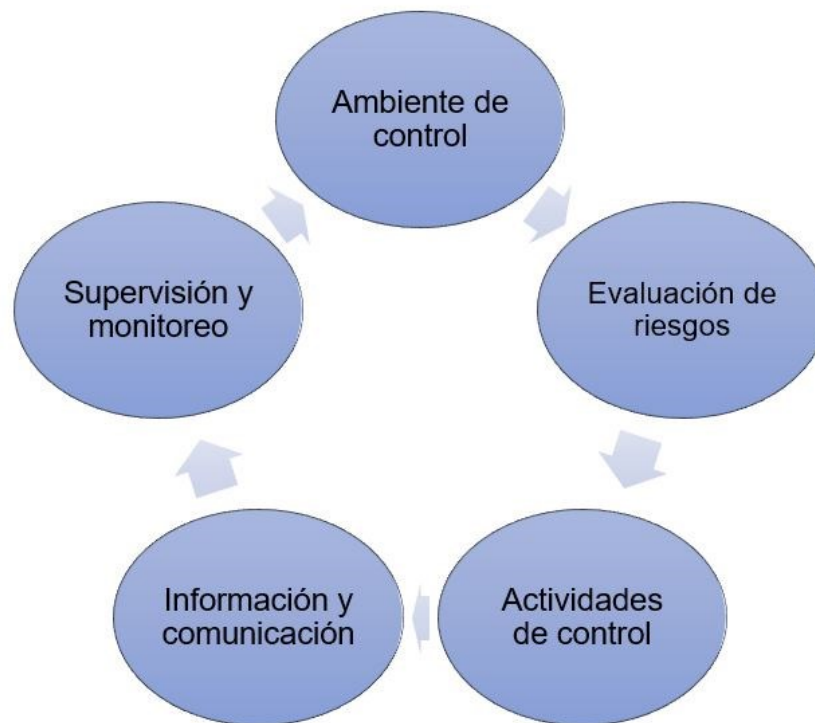 Ambiente de
control
Evaluación de
riesgos
Actividades
de control
Información y
comunicación
Supervisión y
monitoreo